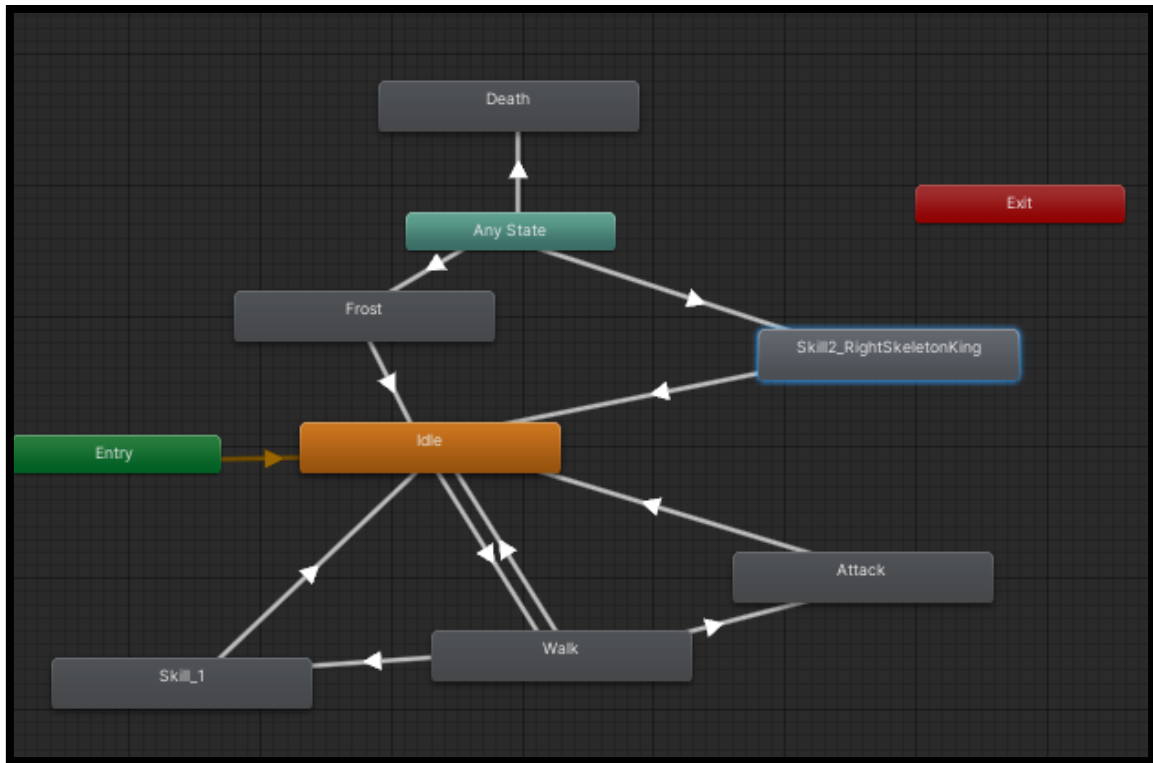 Death
Exit
Any State
Frost
Skill2_RightSkeletonKing
Idle
Entry
Attack
Walk
Skill_1